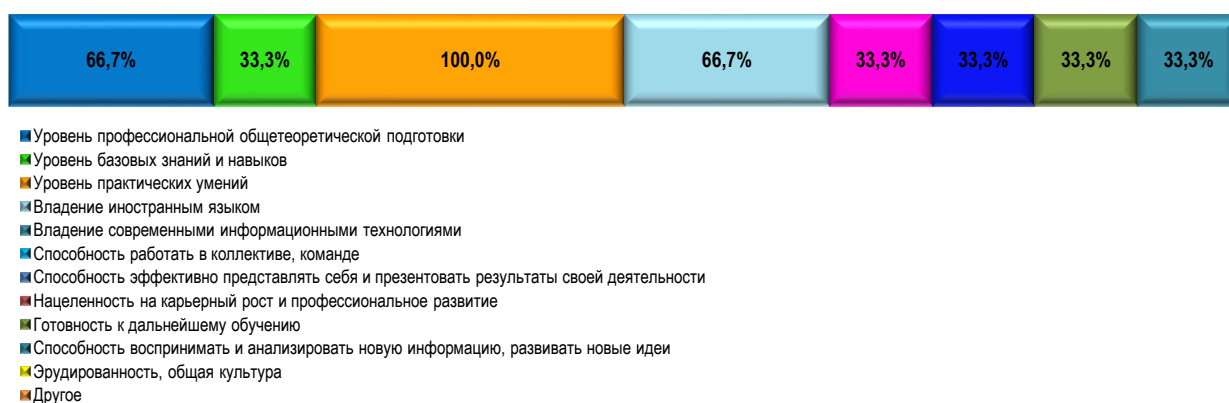 66,7% 33,3% 100,0% 66,7% 33,3% 33,3% 33,3% 33,3%
Уровень профессиональной общетеоретической подготовки
Уровень базовых знаний и навыков
Уровень практических умений
Владение иностранным языком
Владение современными информационными технологиями
Способность работать в коллективе, команде
Способность эффективно представлять себя и презентовать результаты своей деятельности
Нацеленность на карьерный рост и профессиональное развитие
Готовность к дальнейшему обучению
Способность воспринимать и анализировать новую информацию, развивать новые идеи
Эрудированность, общая культура
Другое